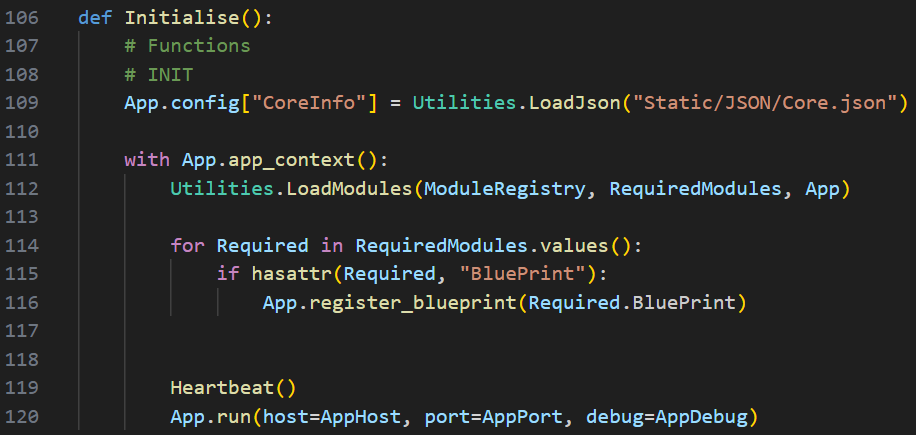 106 def Initialise():
107 # Functions
108 # INIT
109 App.config["CoreInfo"] = Utilities.LoadJson("Static/JSON/Core.json")
110
111 with App.app_context():
112 Utilities.LoadModules(ModuleRegistry, RequiredModules, App)
113
114 for Required in RequiredModules.values():
115 if hasattr(Required, "BluePrint"):
116 App.register_blueprint(Required.BluePrint)
117
118
119 Heartbeat()
120 App.run(host=AppHost, port=AppPort, debug=AppDebug)